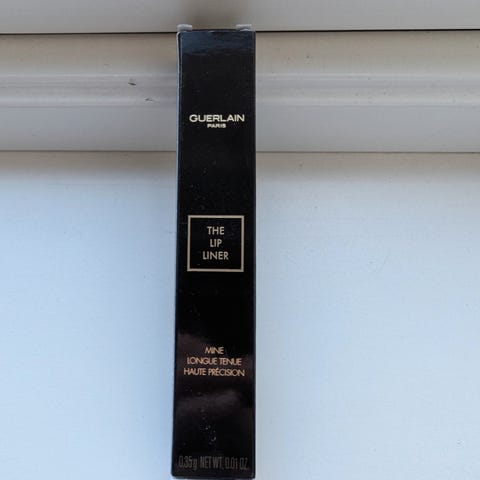 GUERLAIN
PARIS
THE
LIP
LINER
MINE
LONGUE TENUE
HAUTE PRÉCISION
0.35g NET WT. 0.01 OZ.